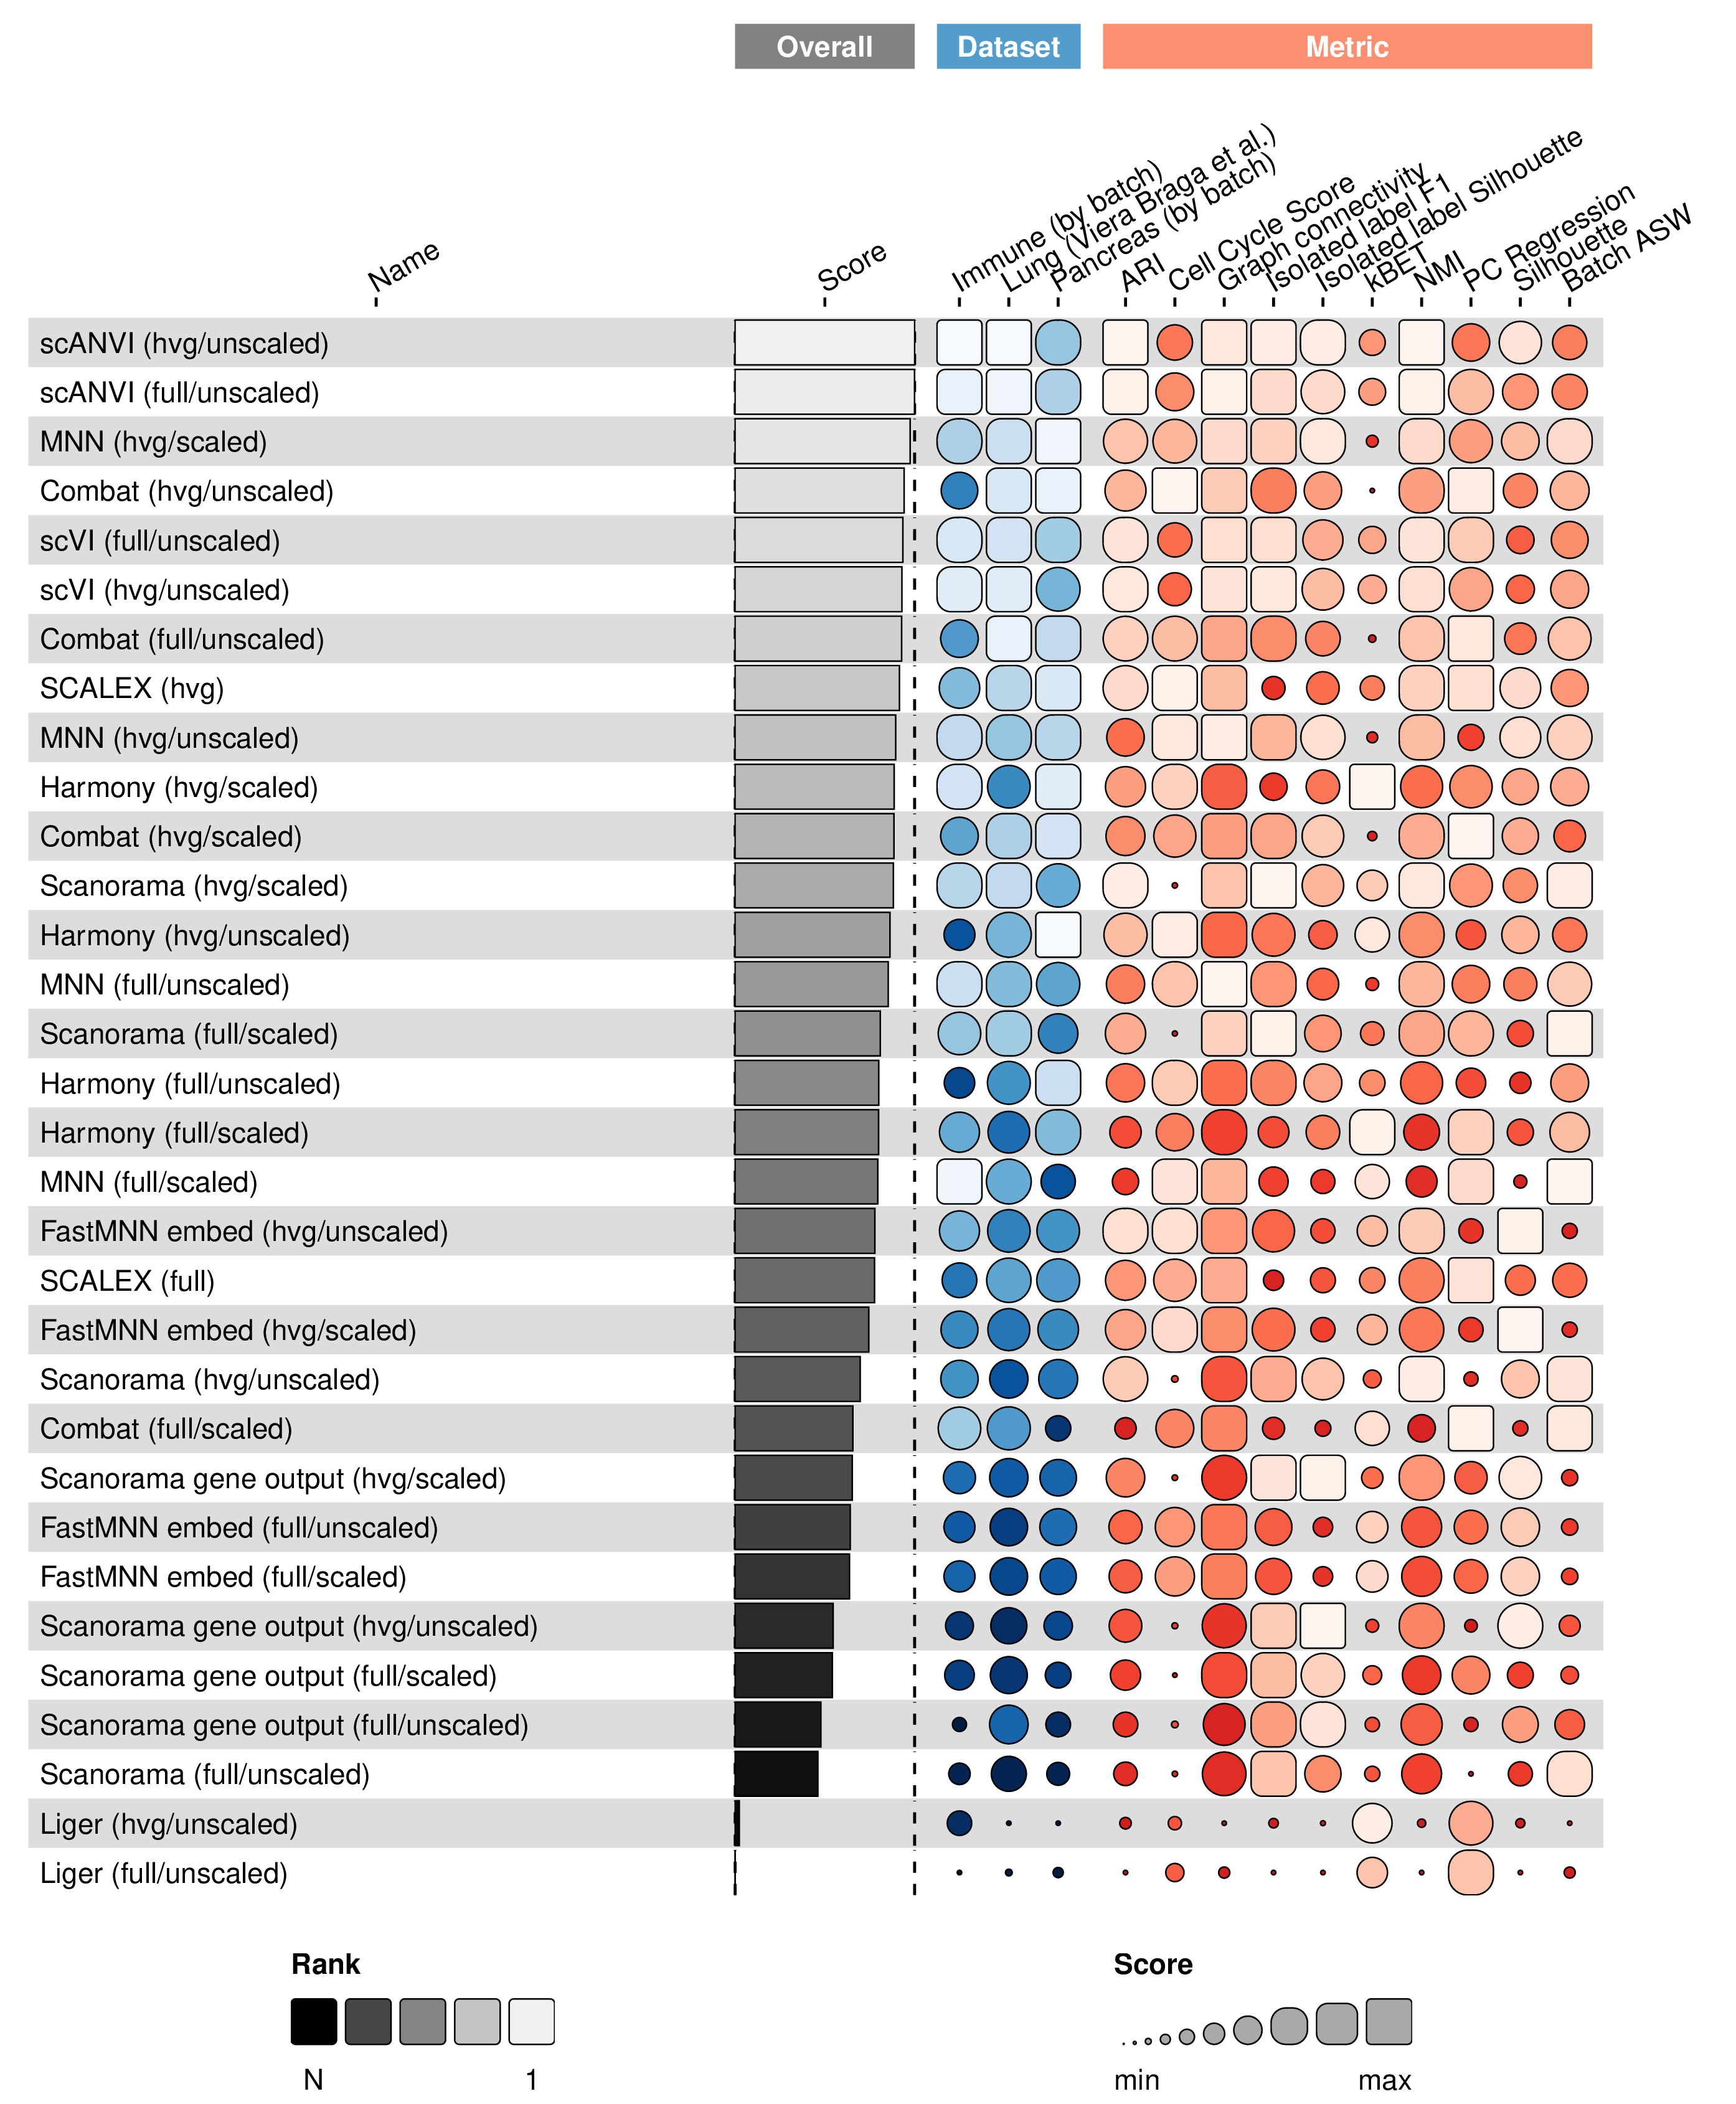 Overall Dataset Metric
Name Score Immune (by batch) Lung (Viera Braga et al.) Pancreas (by batch) ARI Cell Cycle Score Graph connectivity Isolated label F1 Isolated label Silhouette kBET NMI PC Regression Silhouette Batch ASW
scANVI (hvg/unscaled)
scANVI (full/unscaled)
MNN (hvg/scaled)
Combat (hvg/unscaled)
scVI (full/unscaled)
scVI (hvg/unscaled)
Combat (full/unscaled)
SCALEX (hvg)
MNN (hvg/unscaled)
Harmony (hvg/scaled)
Combat (hvg/scaled)
Scanorama (hvg/scaled)
Harmony (hvg/unscaled)
MNN (full/unscaled)
Scanorama (full/scaled)
Harmony (full/unscaled)
Harmony (full/scaled)
MNN (full/scaled)
FastMNN embed (hvg/unscaled)
SCALEX (full)
FastMNN embed (hvg/scaled)
Scanorama (hvg/unscaled)
Combat (full/scaled)
Scanorama gene output (hvg/scaled)
FastMNN embed (full/unscaled)
FastMNN embed (full/scaled)
Scanorama gene output (hvg/unscaled)
Scanorama gene output (full/scaled)
Scanorama gene output (full/unscaled)
Scanorama (full/unscaled)
Liger (hvg/unscaled)
Liger (full/unscaled)
Rank Score
N 1 min max